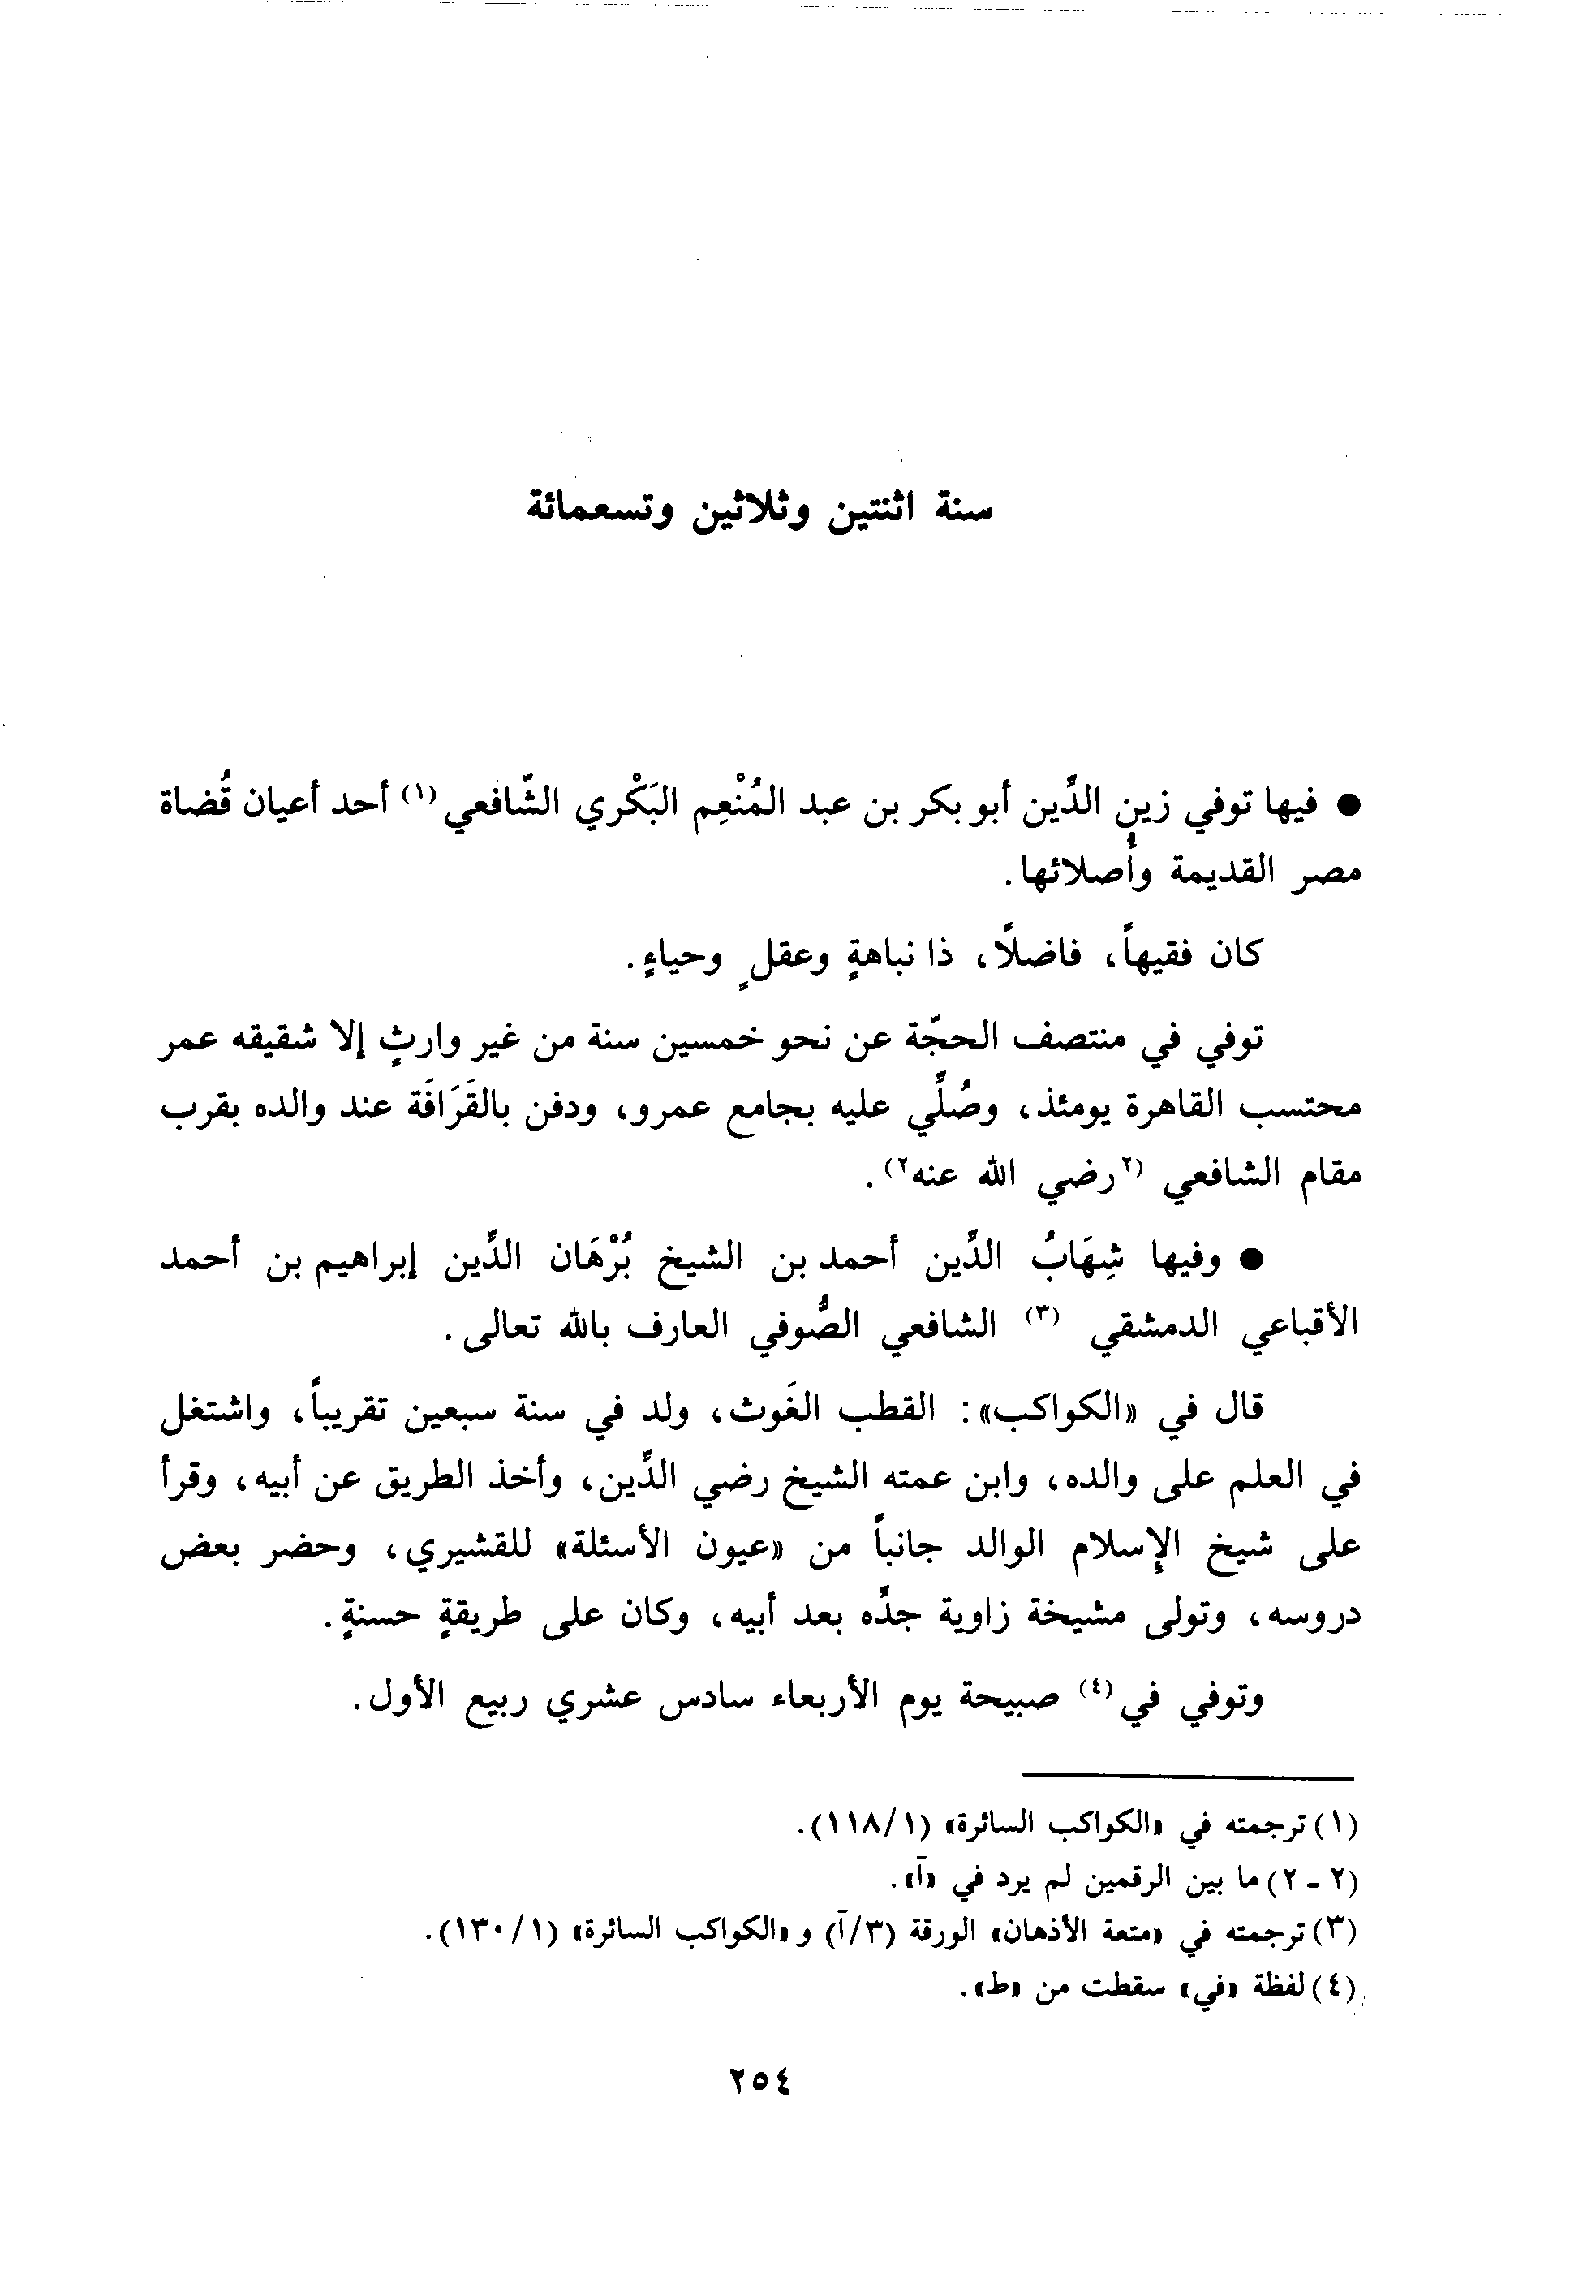 سنة اثنتين وثلاثين وتسعمائة
● فيها توفي زين الدِّين أبو بكر بن عبد المُنْعِم البَكْري الشّافعي (١) أحد أعيان قُضاة
مصر القديمة وأُصلائها.
كان فقيهاً، فاضلاً، ذا نباهةٍ وعقلٍ وحياءٍ.
توفي في منتصف الحجّة عن نحو خمسين سنة من غير وارثٍ إلا شقيقه عمر
محتسب القاهرة يومئذ، وصُلِّي عليه بجامع عمرو، ودفن بالقَرَافَة عند والده بقرب
مقام الشافعي (٢رضي الله عنه٢).
● وفيها شِهَابُ الدِّين أحمد بن الشيخ بُرْهَان الدِّين إبراهيم بن أحمد
الأقباعي الدمشقي (٣) الشافعي الصُّوفي العارف بالله تعالى.
قال في «الكواكب»: القطب الغَوث، ولد في سنة سبعين تقريباً، واشتغل
في العلم على والده، وابن عمته الشيخ رضي الدِّين، وأخذ الطريق عن أبيه، وقرأ
على شيخ الإسلام الوالد جانباً من «عيون الأسئلة» للقشيري، وحضر بعض
دروسه، وتولى مشيخة زاوية جدِّه بعد أبيه، وكان على طريقةٍ حسنةٍ.
وتوفي في (٤) صبيحة يوم الأربعاء سادس عشري ربيع الأول.
(١) ترجمته في «الكواكب السائرة» (١/١١٨).
(٢ - ٢) ما بين الرقمين لم يرد في «آ».
(٣) ترجمته في «متعة الأذهان» الورقة (٣/آ) و «الكواكب السائرة» (١/١٣٠).
(٤) لفظة «في» سقطت من «ط».
٢٥٤